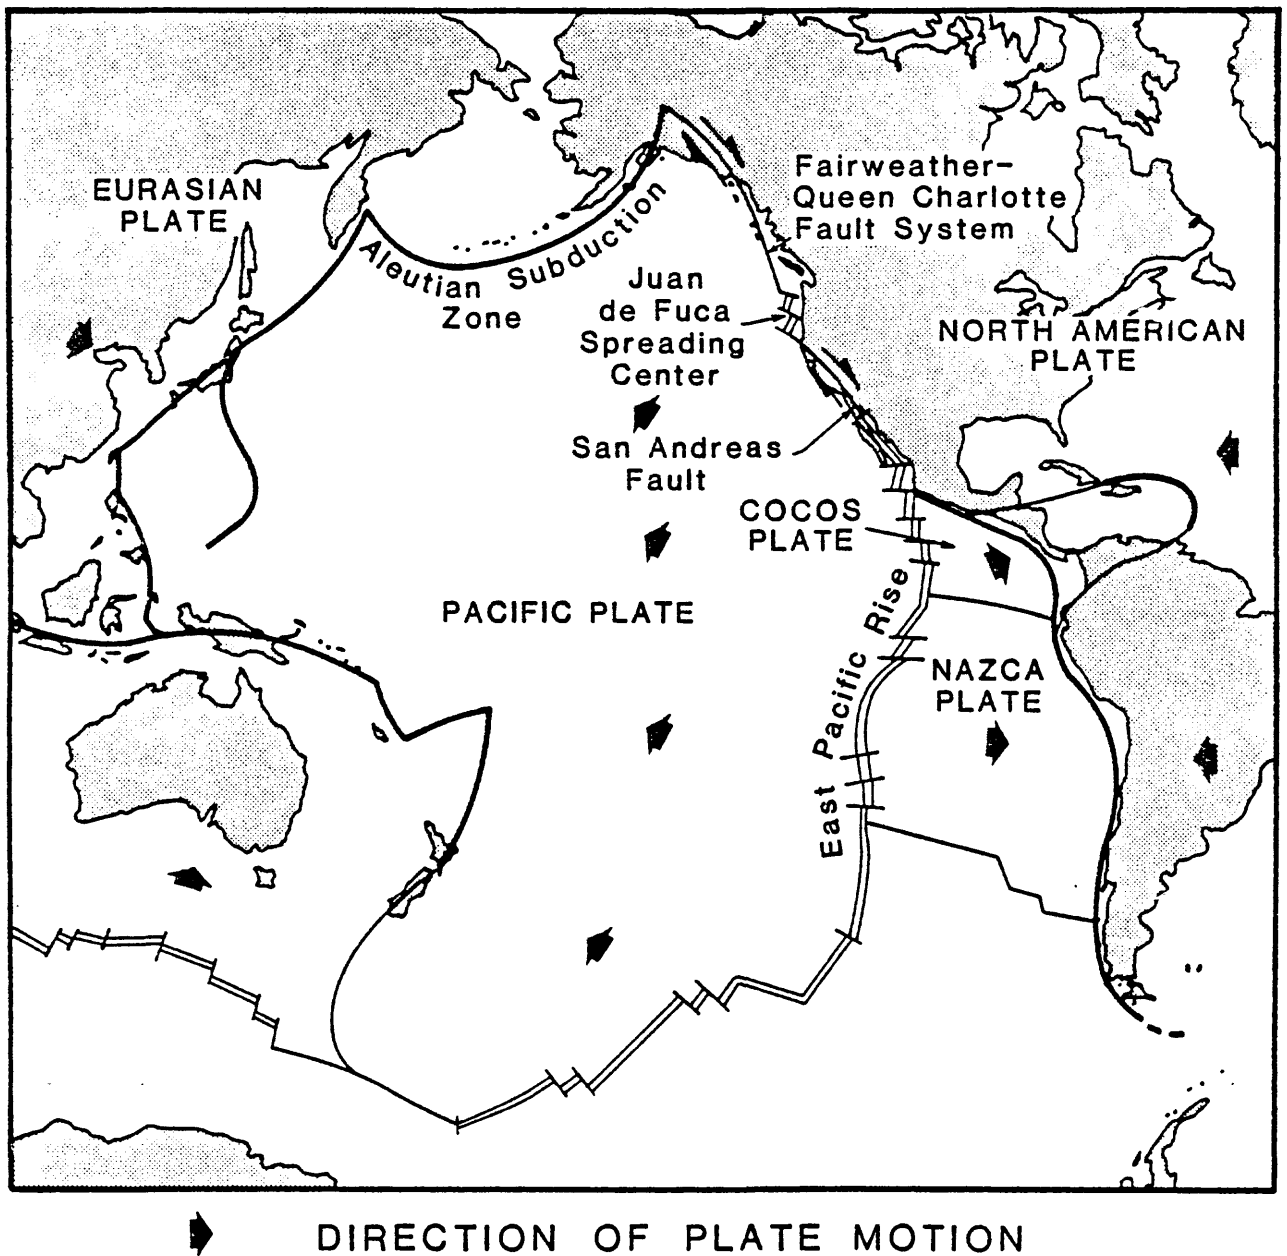 EURASIAN
PLATE
Aleutian Subduction
Zone
Fairweather-
Queen Charlotte
Fault System
Juan
de Fuca
Spreading
Center
NORTH AMERICAN
PLATE
San Andreas
Fault
COCOS
PLATE
PACIFIC PLATE
East Pacific Rise
NAZCA
PLATE
DIRECTION OF PLATE MOTION